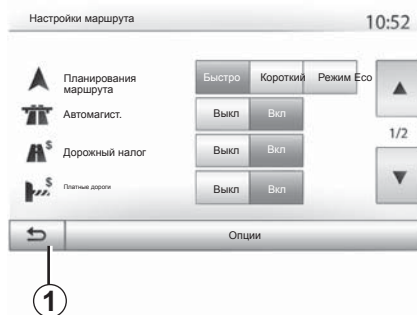 Настройки маршрута 10:52
Планирования маршрута Быстро Короткий Режим Eco
Автомагист. Выкл Вкл
1/2
Дорожный налог Выкл Вкл
Платные дороги Выкл Вкл
Опции
1